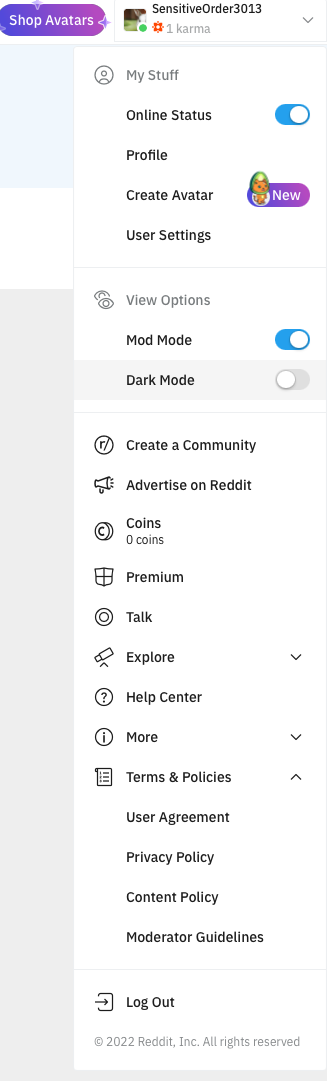 Shop Avatars
SensitiveOrder3013
1 karma
My Stuff
Online Status
Profile
Create Avatar
New
User Settings
View Options
Mod Mode
Dark Mode
r/ Create a Community
Advertise on Reddit
Coins
0 coins
Premium
Talk
Explore
Help Center
More
Terms & Policies
User Agreement
Privacy Policy
Content Policy
Moderator Guidelines
Log Out
© 2022 Reddit, Inc. All rights reserved